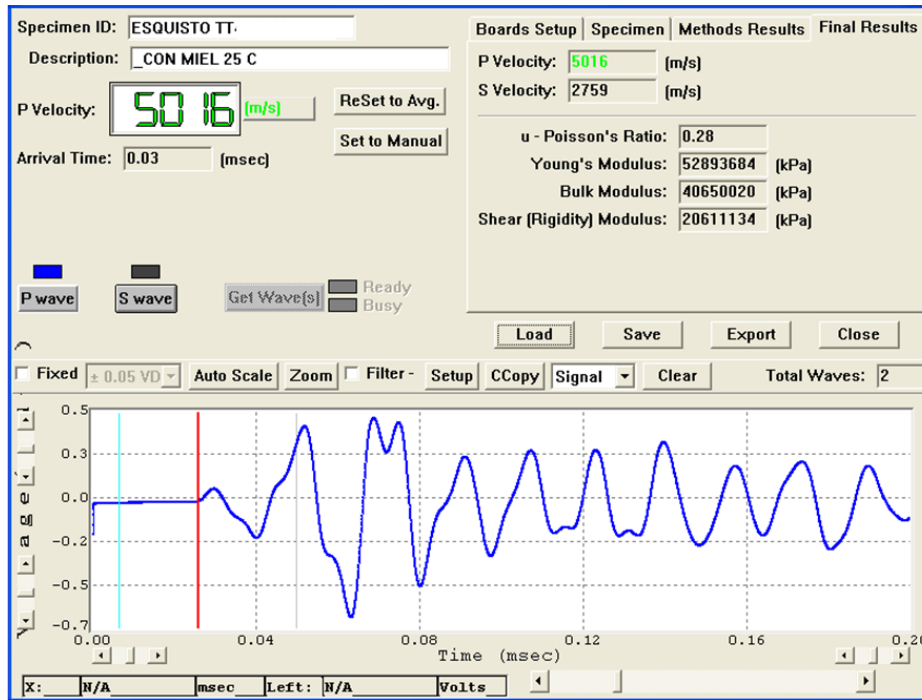 Specimen ID: ESQUISTO TT.
Description: _CON MIEL 25 C
P Velocity: 5016 (m/s)
ReSet to Avg.
Set to Manual
Arrival Time: 0.03 (msec)
P wave S wave Get Wave(s) Ready
Busy
Boards Setup Specimen Methods Results Final Results
P Velocity: 5016 (m/s)
S Velocity: 2759 (m/s)
u - Poisson's Ratio: 0.28
Young's Modulus: 52893684 (kPa)
Bulk Modulus: 40650020 (kPa)
Shear (Rigidity) Modulus: 20611134 (kPa)
Load Save Export Close
Fixed ± 0.05 VD Auto Scale Zoom Filter - Setup CCopy Signal Clear Total Waves: 2
0.5
0.3
0.0
-0.2
-0.5
-0.7
0.00 0.04 0.08 0.12 0.16 0.20
Time (msec)
X: N/A msec Left: N/A Volts